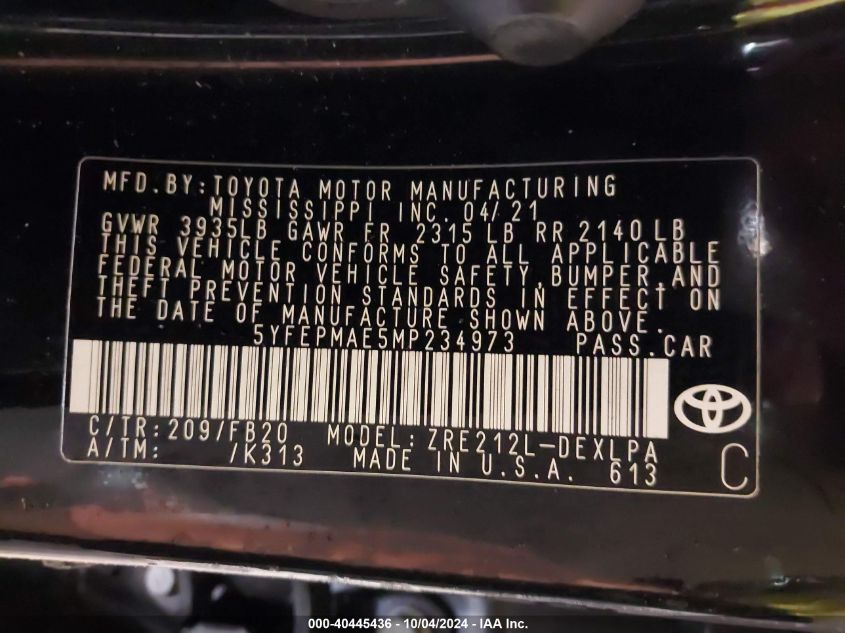 MFD.BY:TOYOTA MOTOR MANUFACTURING
MISSISSIPPI INC. 04/21
GVWR 3935LB GAWR FR 2315 LB RR 2140 LB
THIS VEHICLE CONFORMS TO ALL APPLICABLE
FEDERAL MOTOR VEHICLE SAFETY,BUMPER,AND
THEFT PREVENTION STANDARDS IN EFFECT ON
THE DATE OF MANUFACTURE SHOWN ABOVE.
5YFEPMAE5MP234973 PASS.CAR
C/TR:209/FB20 MODEL:ZRE212L-DEXLPA
A/TM: /K313 MADE IN U.S.A. 613
C
000-40445436 - 10/04/2024 - IAA Inc.